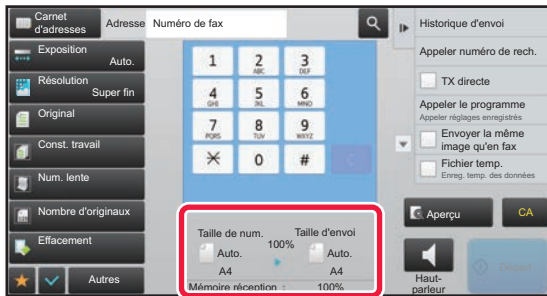 Carnet d'adresses
Adresse
Numéro de fax
Exposition
Auto.
Résolution
Super fin
Original
Const. travail
Num. lente
Nombre d'originaux
Effacement
Autres
1
2
ABC
3
DEF
4
GHI
5
JKL
6
MNO
7
PQRS
8
TUV
9
WXYZ
0
#
C
Taille de num.
100%
Taille d'envoi
Auto.
A4
Auto.
A4
Mémoire réception : 100%
Historique d'envoi
Appeler numéro de rech.
TX directe
Appeler le programme
Appeler réglages enregistrés
Envoyer la même
image qu'en fax
Fichier temp.
Enreg. temp. des données
Aperçu
CA
Haut-
parleur
Départ